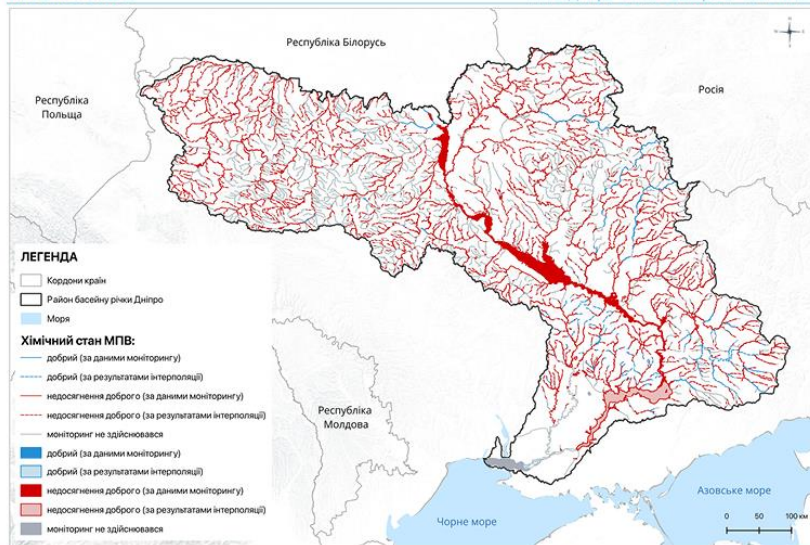 Республіка Білорусь
Республіка
Польща
Росія
ЛЕГЕНДА
Кордони країн
Район басейну річки Дніпро
Моря
Хімічний стан МПВ:
добрий (за даними моніторингу)
добрий (за результатами інтерполяції)
недосягнення доброго (за даними моніторингу)
недосягнення доброго (за результатами інтерполяції)
моніторинг не здійснювався
добрий (за даними моніторингу)
добрий (за результатами інтерполяції)
недосягнення доброго (за даними моніторингу)
недосягнення доброго (за результатами інтерполяції)
моніторинг не здійснювався
Республіка
Молдова
Чорне море
Азовське море
0 50 100 км